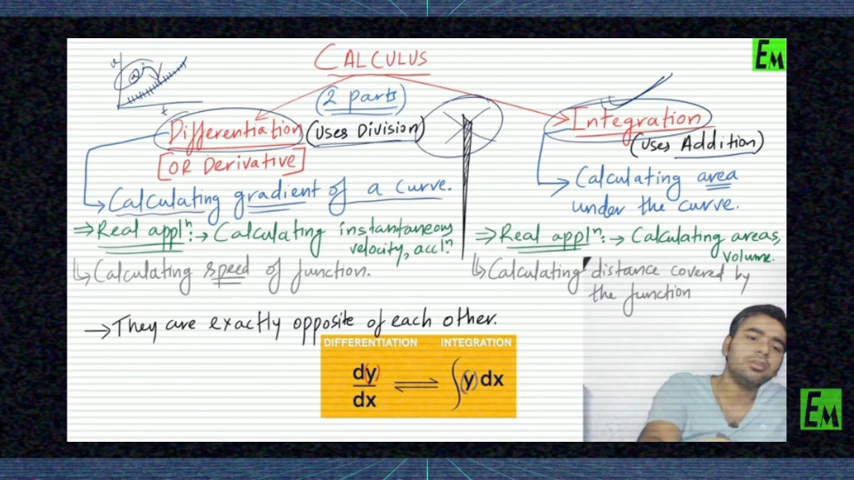 CALCULUS
Em
2 parts
Differentiation (Uses Division)
[OR Derivative]
Integration
(Uses Addition)
Calculating gradient of a curve.
Calculating area
under the curve.
⇒ Real applⁿ: → Calculating instantaneous
velocity, acclⁿ.
⇒ Real applⁿ: → Calculating areas,
volume.
↳ Calculating speed of function.
↳ Calculating distance covered by
the function
→ They are exactly opposite of each other.
DIFFERENTIATION INTEGRATION
dy/dx ⇌ ∫y dx
Em